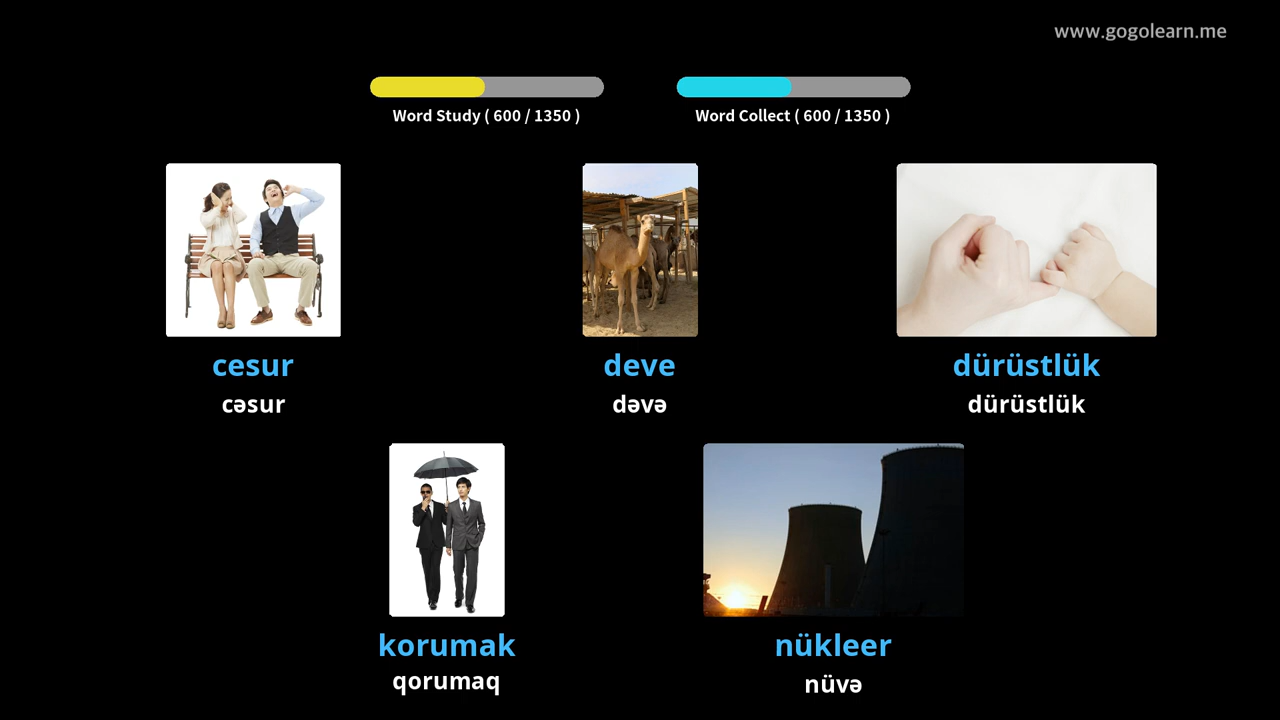 www.gogolearn.me
Word Study ( 600 / 1350 )
Word Collect ( 600 / 1350 )
cesur
cəsur
deve
dəvə
dürüstlük
dürüstlük
korumak
qorumaq
nükleer
nüvə